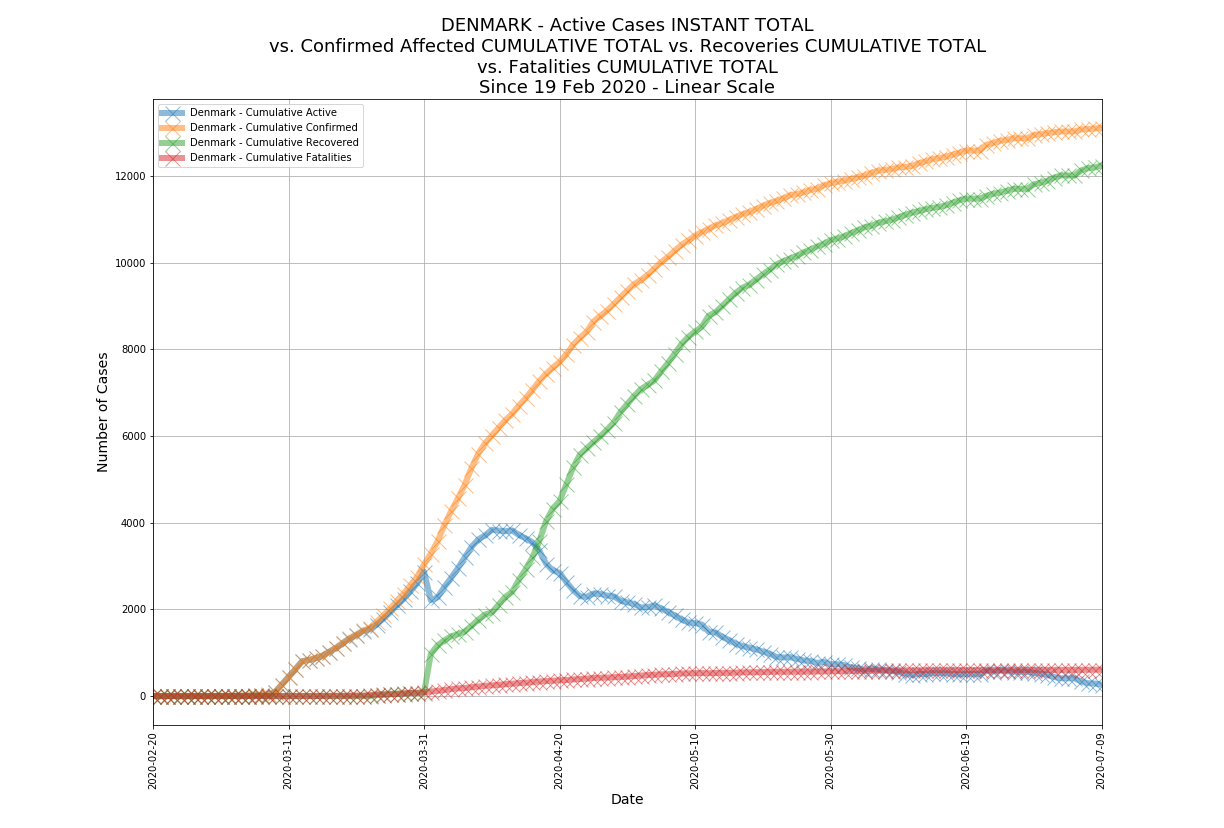 DENMARK - Active Cases INSTANT TOTAL
vs. Confirmed Affected CUMULATIVE TOTAL vs. Recoveries CUMULATIVE TOTAL
vs. Fatalities CUMULATIVE TOTAL
Since 19 Feb 2020 - Linear Scale
Denmark - Cumulative Active
Denmark - Cumulative Confirmed
Denmark - Cumulative Recovered
Denmark - Cumulative Fatalities
Number of Cases
12000
10000
8000
6000
4000
2000
0
2020-02-20
2020-03-11
2020-03-31
2020-04-20
2020-05-10
2020-05-30
2020-06-19
2020-07-09
Date